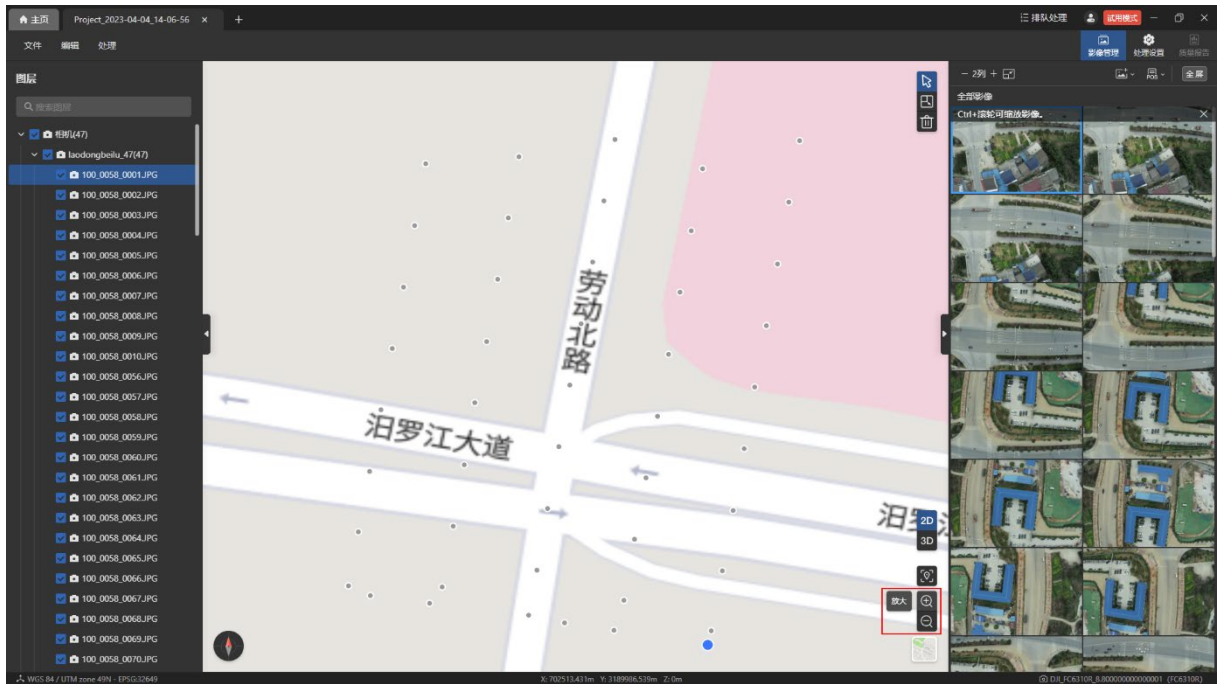 主页
Project_2023-04-04_14-06-56
排队处理
试用模式
文件 编辑 处理
影像管理
处理设置
质量报告
图层
搜索图层
相机(47)
laodongbeilu_47(47)
100_0058_0001.JPG
100_0058_0002.JPG
100_0058_0003.JPG
100_0058_0004.JPG
100_0058_0005.JPG
100_0058_0006.JPG
100_0058_0007.JPG
100_0058_0008.JPG
100_0058_0009.JPG
100_0058_0010.JPG
100_0058_0056.JPG
100_0058_0057.JPG
100_0058_0058.JPG
100_0058_0059.JPG
100_0058_0060.JPG
100_0058_0061.JPG
100_0058_0062.JPG
100_0058_0063.JPG
100_0058_0064.JPG
100_0058_0065.JPG
100_0058_0066.JPG
100_0058_0067.JPG
100_0058_0068.JPG
100_0058_0069.JPG
100_0058_0070.JPG
劳动北路
汨罗江大道
汨罗江
2D
3D
放大
2列
POS
全屏
全部影像
Ctrl+滚轮可缩放影像。
WGS 84 / UTM zone 49N - EPSG:32649
X: 702513.431m Y: 3189986.539m Z: 0m
DJI_FC6310R_8.800000000000001 (FC6310R)